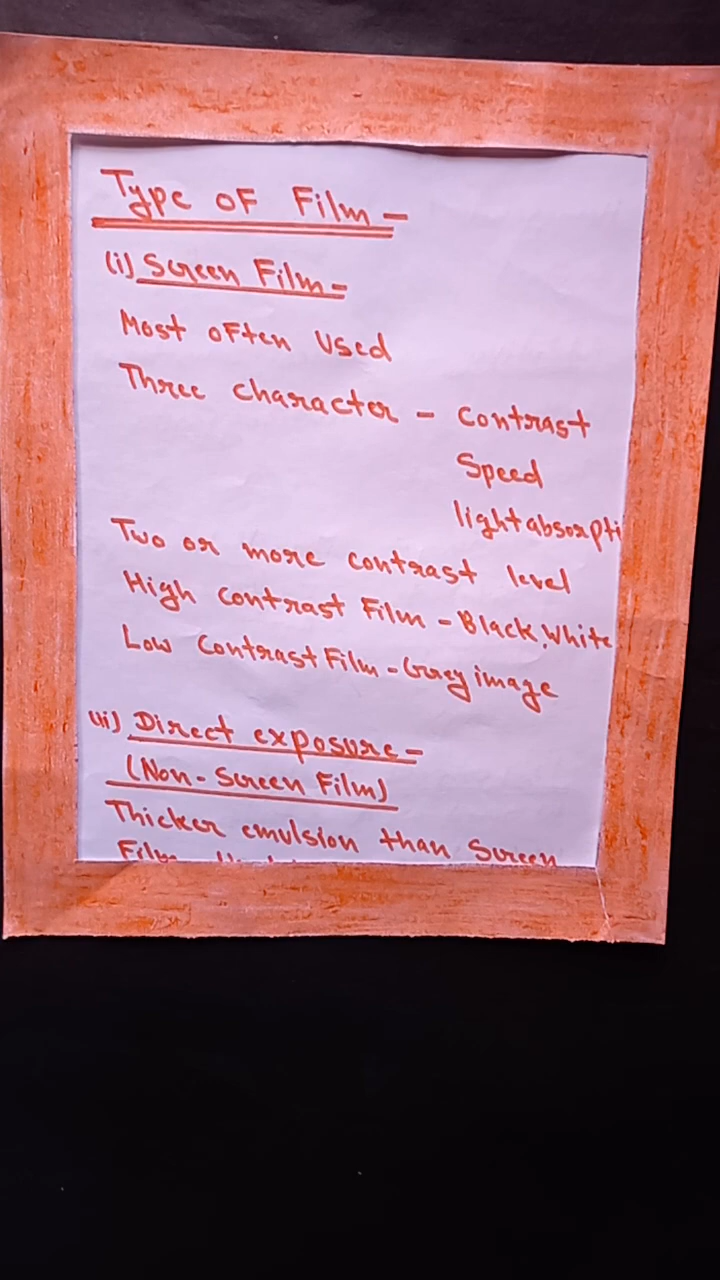 Type of Film -
(i) Screen Film -
Most often Used
Three character - Contrast
Speed
light absorpti
Two or more contrast level
High Contrast Film - Black, White
Low Contrast Film - Grey image
(ii) Direct exposure -
(Non-Screen Film)
Thicker emulsion than Screen
Film